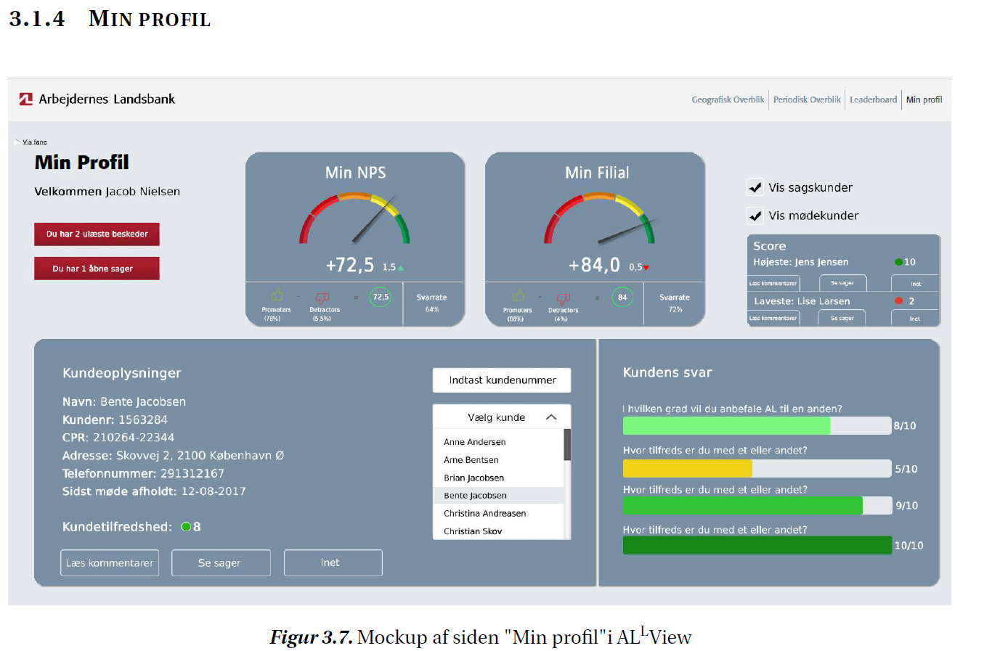 3.1.4 MIN PROFIL
Arbejdernes Landsbank
Geografisk Overblik
Periodisk Overblik
Leaderboard
Min profil
Vis fane
Min Profil
Velkommen Jacob Nielsen
Du har 2 ulæste beskeder
Du har 1 åbne sager
Min NPS
+72,5 1,5
Promoters
(78%)
-
Detractors
(5,5%)
=
72,5
Svarrate
64%
Min Filial
+84,0 0,5
Promoters
(88%)
-
Detractors
(4%)
=
84
Svarrate
72%
Vis sagskunder
Vis mødekunder
Score
Højeste: Jens Jensen 10
Læs kommentarer Se sager Inet
Laveste: Lise Larsen 2
Læs kommentarer Se sager Inet
Kundeoplysninger
Navn: Bente Jacobsen
Kundenr: 1563284
CPR: 210264-22344
Adresse: Skovvej 2, 2100 København Ø
Telefonnummer: 291312167
Sidst møde afholdt: 12-08-2017
Kundetilfredshed: 8
Læs kommentarer Se sager Inet
Indtast kundenummer
Vælg kunde
Anne Andersen
Arne Bentsen
Brian Jacobsen
Bente Jacobsen
Christina Andreasen
Christian Skov
Kundens svar
I hvilken grad vil du anbefale AL til en anden?
8/10
Hvor tilfreds er du med et eller andet?
5/10
Hvor tilfreds er du med et eller andet?
9/10
Hvor tilfreds er du med et eller andet?
10/10
Figur 3.7. Mockup af siden "Min profil"i ALLView